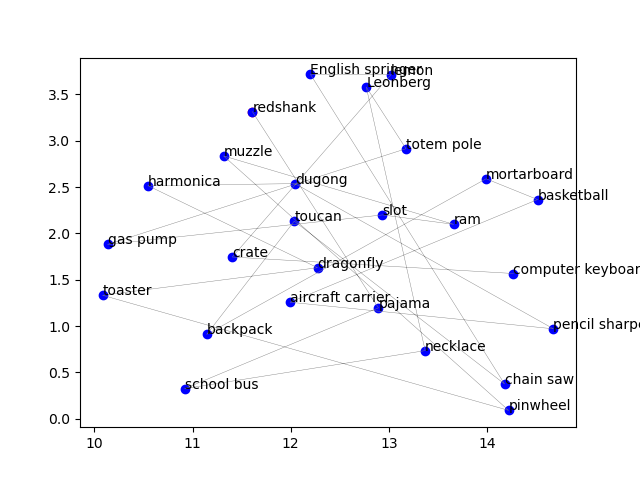 English springer
lemon
Leonberg
redshank
totem pole
muzzle
harmonica
dugong
mortarboard
basketball
toucan
slot
ram
gas pump
crate
dragonfly
computer keyboar
toaster
aircraft carrier
pajama
backpack
pencil sharpe
necklace
school bus
chain saw
pinwheel
3.5
3.0
2.5
2.0
1.5
1.0
0.5
0.0
10
11
12
13
14